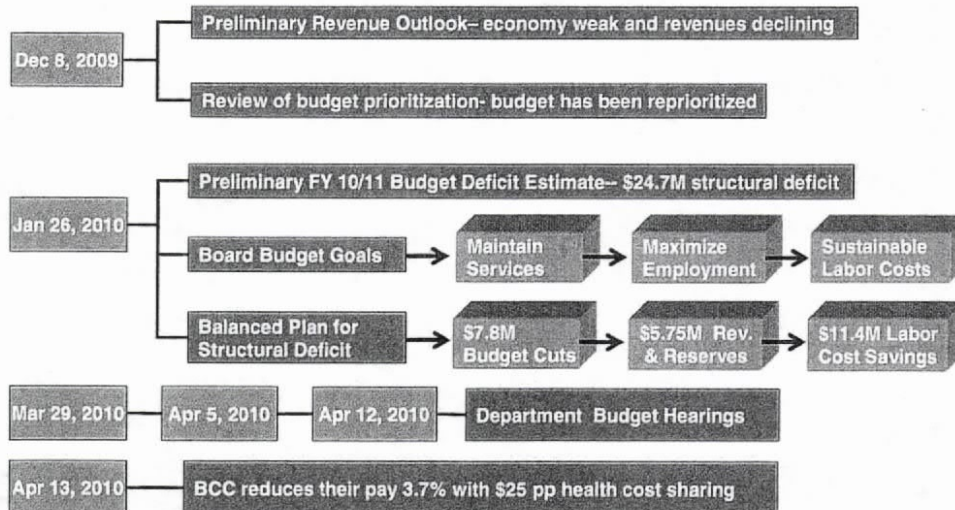 Preliminary Revenue Outlook– economy weak and revenues declining
Dec 8, 2009
Review of budget prioritization- budget has been reprioritized
Preliminary FY 10/11 Budget Deficit Estimate-- $24.7M structural deficit
Jan 26, 2010
Board Budget Goals
Maintain
Services
Maximize
Employment
Sustainable
Labor Costs
Balanced Plan for
Structural Deficit
$7.8M
Budget Cuts
$5.75M Rev.
& Reserves
$11.4M Labor
Cost Savings
Mar 29, 2010
Apr 5, 2010
Apr 12, 2010
Department Budget Hearings
Apr 13, 2010
BCC reduces their pay 3.7% with $25 pp health cost sharing